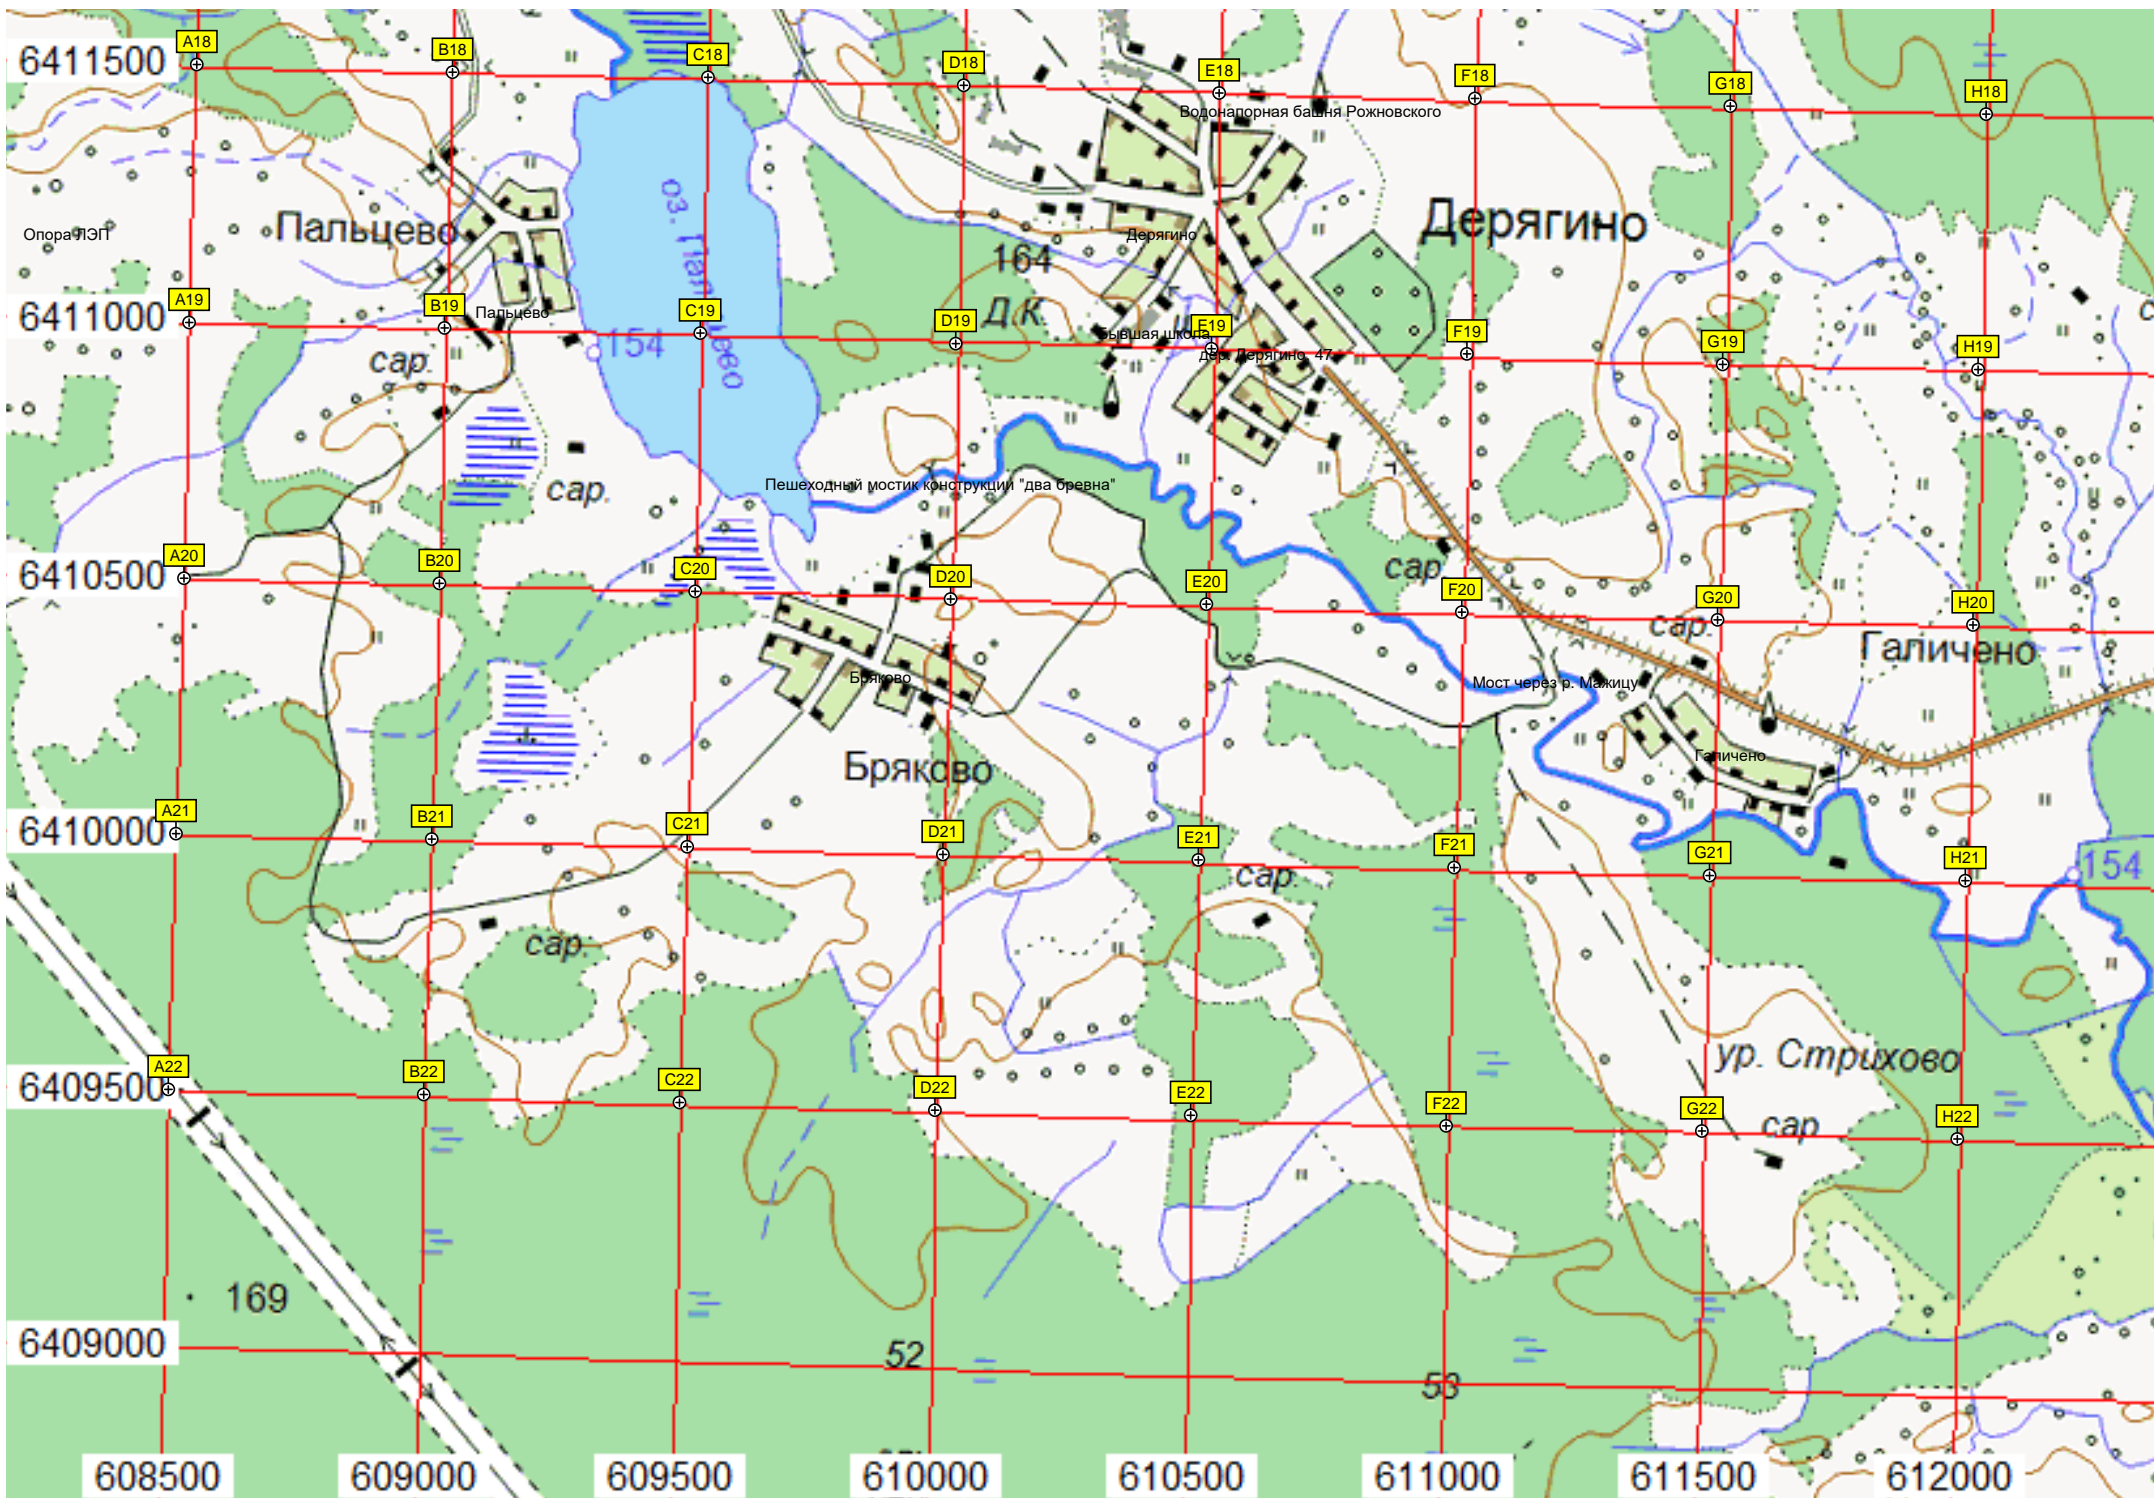 A18
B18
C18
D18
E18
F18
G18
H18
6411500
Водонапорная башня Рожновского
оз. Пальцево
Пальцево
Опора ЛЭП
Дерягино
Дерягино
164
Д.К
A19
B19
C19
D19
E19
F19
G19
H19
6411000
Пальцево
154
сар.
Бывшая школа
дер. Дерягино, 47
сар.
Пешеходный мостик конструкции "два бревна"
A20
B20
C20
D20
E20
F20
G20
H20
6410500
сар.
сар.
Галичено
Бряково
Мост через р. Мажицу
Галичено
Бряково
A21
B21
C21
D21
E21
F21
G21
H21
6410000
154
сар.
сар.
ур. Стрихово
A22
B22
C22
D22
E22
F22
G22
H22
6409500
сар
169
6409000
52
53
608500
609000
609500
610000
610500
611000
611500
612000